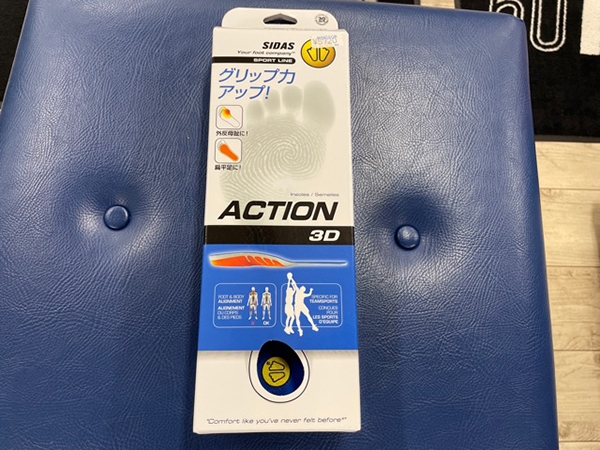 SIDAS
Your foot company™
SPORT LINE
グリップ力
アップ!
外反母趾に!
扁平足に!
Insoles / Semelles
ACTION
3D
FOOT & BODY
ALIGNMENT
ALIGNEMENT
DU CORPS
& DES PIEDS
OK
SPECIFIC FOR
TEAMSPORTS
CONÇUES
POUR
LES SPORTS
D'ÉQUIPE
"Comfort like you've never felt before!"